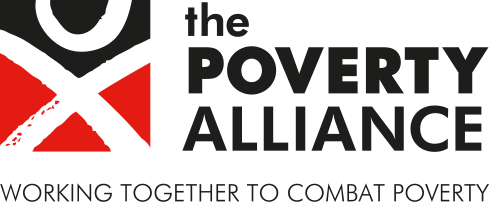 the
POVERTY
ALLIANCE
WORKING TOGETHER TO COMBAT POVERTY